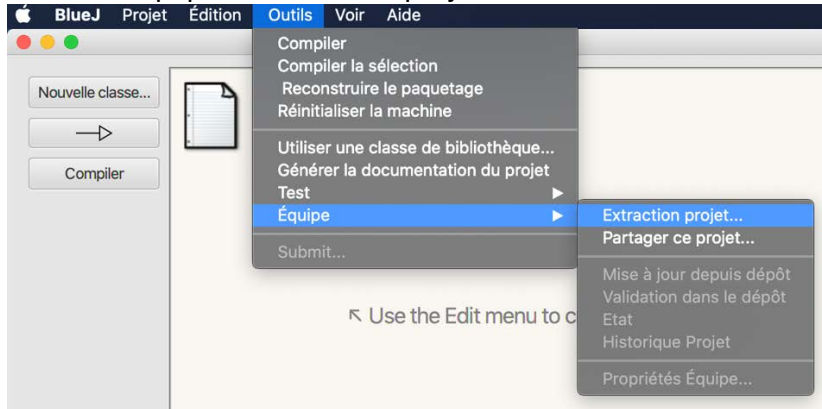 BlueJ Projet Édition Outils Voir Aide
Nouvelle classe...
Compiler
Compiler
Compiler la sélection
Reconstruire le paquetage
Réinitialiser la machine
Utiliser une classe de bibliothèque...
Générer la documentation du projet
Test
Équipe
Submit...
Extraction projet...
Partager ce projet...
Mise à jour depuis dépôt
Validation dans le dépôt
Etat
Historique Projet
Propriétés Équipe...
Use the Edit menu to c